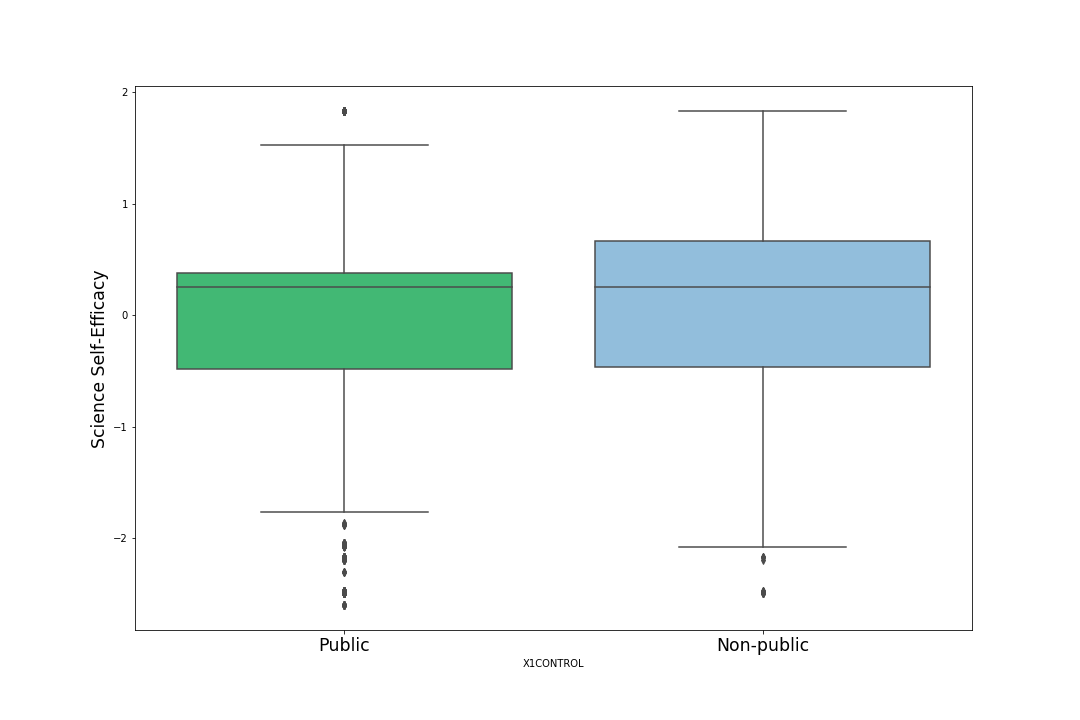 Science Self-Efficacy
2
1
0
−1
−2
Public
Non-public
X1CONTROL